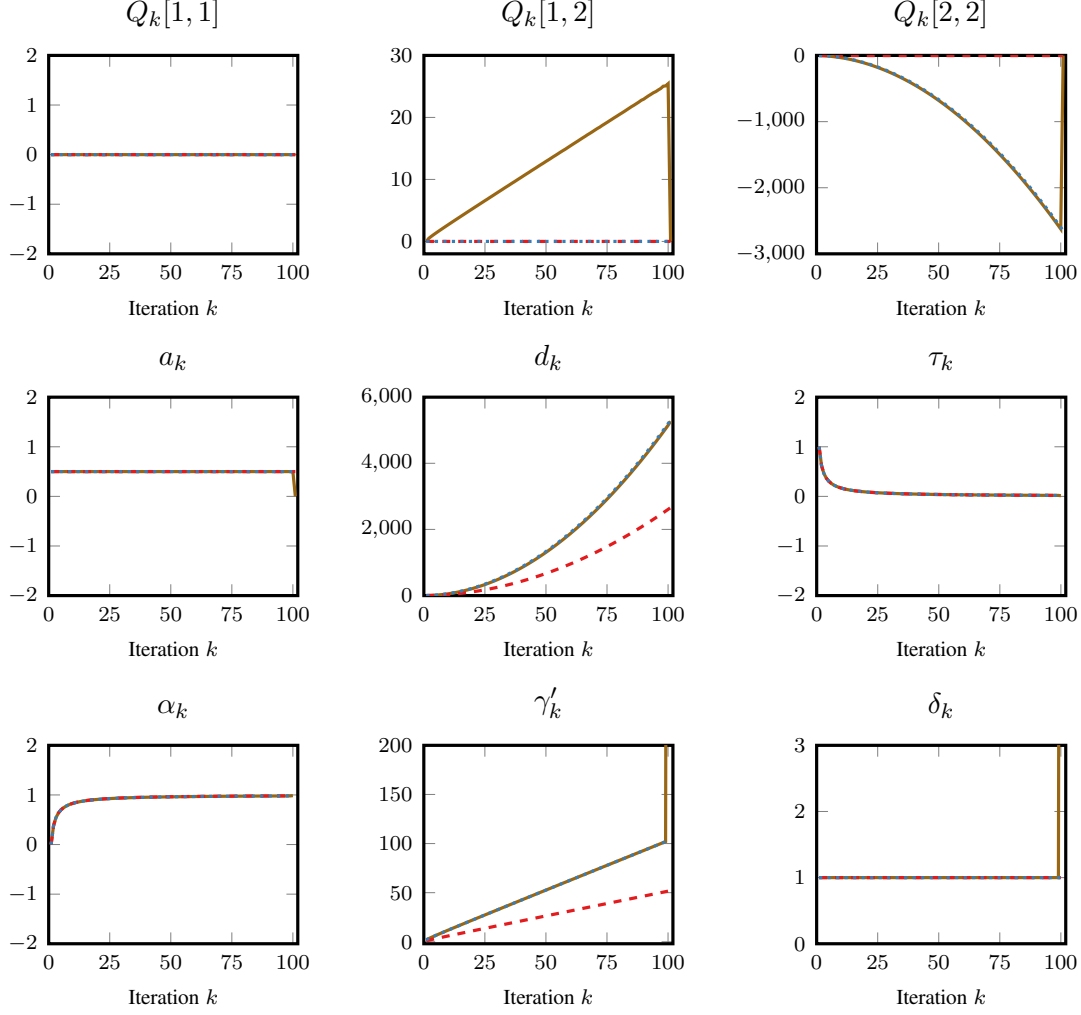 Q_k[1, 1]
Q_k[1, 2]
Q_k[2, 2]
2
1
0
−1
−2
0 25 50 75 100
Iteration k
30
20
10
0
0 25 50 75 100
Iteration k
0
−1,000
−2,000
−3,000
0 25 50 75 100
Iteration k
a_k
d_k
τ_k
2
1
0
−1
−2
0 25 50 75 100
Iteration k
6,000
4,000
2,000
0
0 25 50 75 100
Iteration k
2
1
0
−1
−2
0 25 50 75 100
Iteration k
α_k
γ′_k
δ_k
2
1
0
−1
−2
0 25 50 75 100
Iteration k
200
150
100
50
0
0 25 50 75 100
Iteration k
3
2
1
0
0 25 50 75 100
Iteration k